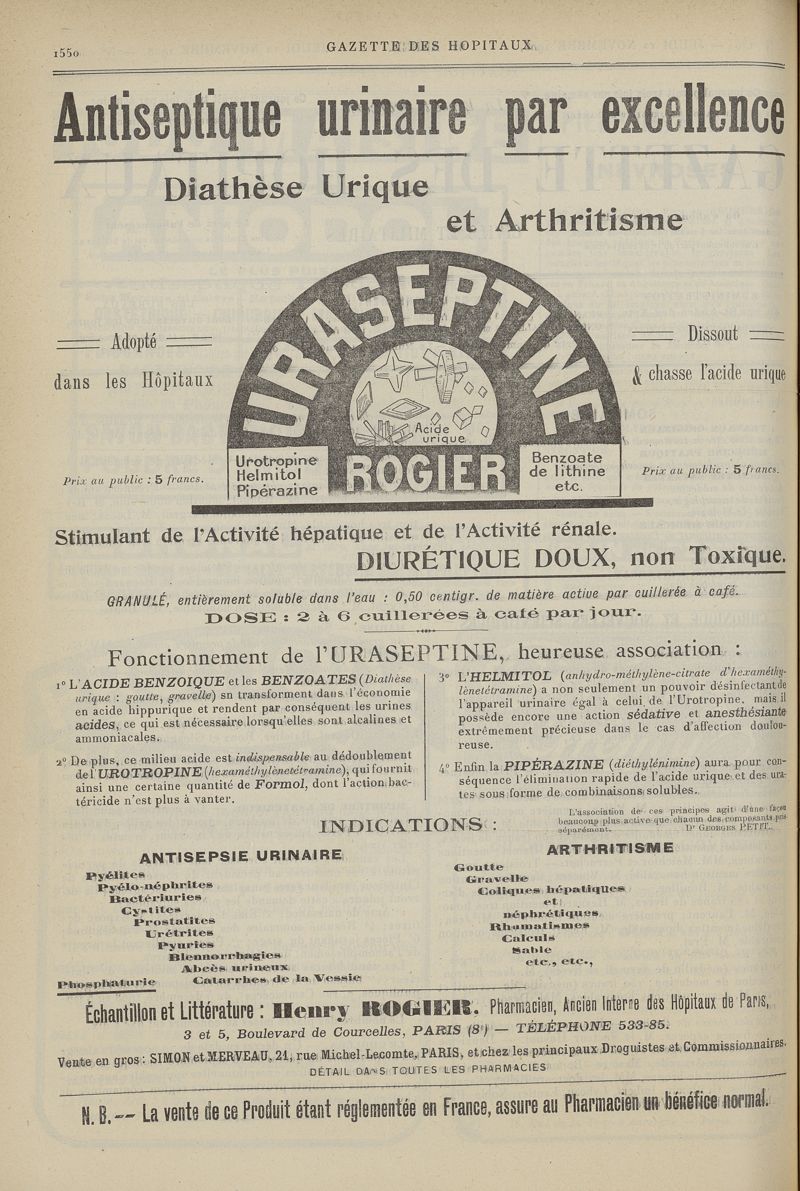 1550
GAZETTE DES HOPITAUX
Antiseptique urinaire par excellence
Diathèse Urique
et Arthritisme
Adopté
dans les Hôpitaux
Prix au public : 5 francs.
URASEPTINE
Acide
urique
Urotropine
Helmitol
Pipérazine
ROGIER
Benzoate
de lithine
etc.
Dissout
& chasse l'acide urique
Prix au public : 5 francs.
Stimulant de l'Activité hépatique et de l'Activité rénale.
DIURÉTIQUE DOUX, non Toxique.
GRANULÉ, entièrement soluble dans l'eau : 0,50 centigr. de matière active par cuillerée à café.
DOSE : 2 à 6 cuillerées à café par jour.
Fonctionnement de l'URASEPTINE, heureuse association :
1° L'ACIDE BENZOIQUE et les BENZOATES (Diathèse
urique : goutte, gravelle) sn transforment dans l'économie
en acide hippurique et rendent par conséquent les urines
acides, ce qui est nécessaire lorsqu'elles sont alcalines et
ammoniacales.
2° De plus, ce milieu acide est indispensable au dédoublement
de l'UROTROPINE (hexaméthylènetétramine), qui fournit
ainsi une certaine quantité de Formol, dont l'action bac-
téricide n'est plus à vanter.
3° L'HELMITOL (anhydro-méthylène-citrate d'hexaméthy-
lènetétramine) a non seulement un pouvoir désinfectant de
l'appareil urinaire égal à celui de l'Urotropine, mais il
possède encore une action sédative et anesthésiante
extrêmement précieuse dans le cas d'affection doulou-
reuse.
4° Enfin la PIPÉRAZINE (diéthylénimine) aura pour con-
séquence l'élimination rapide de l'acide urique et des ura-
tes sous forme de combinaisons solubles.
L'association de ces principes agit d'une façon
beaucoup plus active que chacun des composants pris
séparément. Dr GEORGES PETIT.
INDICATIONS :
ANTISEPSIE URINAIRE
Pyélites
Pyélo-néphrites
Bactériuries
Cystites
Prostatites
Urétrites
Pyuries
Blennorrhagies
Abcès urineux
Catarrhes de la Vessie
Phosphaturie
ARTHRITISME
Goutte
Gravelle
Coliques hépatiques
et
néphrétiques
Rhumatismes
Calculs
Sable
etc., etc.,
Échantillon et Littérature : Henry ROGIER, Pharmacien, Ancien Interne des Hôpitaux de Paris,
3 et 5, Boulevard de Courcelles, PARIS (8e) — TÉLÉPHONE 533-85.
Vente en gros : SIMON et MERVEAU, 21, rue Michel-Lecomte, PARIS, et chez les principaux Droguistes et Commissionnaires.
DÉTAIL DANS TOUTES LES PHARMACIES
N. B. — La vente de ce Produit étant réglementée en France, assure au Pharmacien un bénéfice normal.